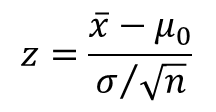 z = (x̄ − μ₀) / (σ/√n)